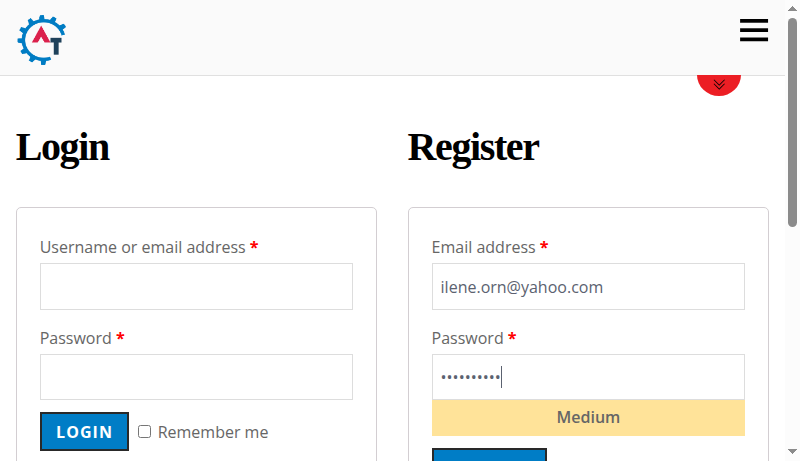 AT
Login
Register
Username or email address *
Password *
LOGIN
Remember me
Email address *
ilene.orn@yahoo.com
Password *
••••••••••
Medium